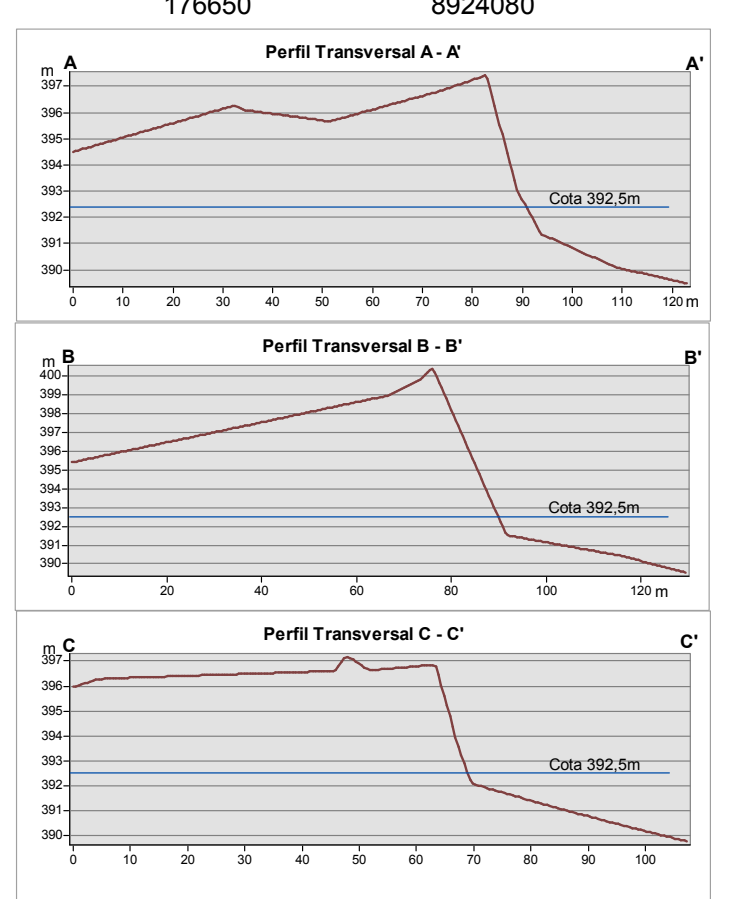 176650 8924080
Perfil Transversal A - A'
A A'
m
397
396
395
394
393
392
391
390
Cota 392,5m
0 10 20 30 40 50 60 70 80 90 100 110 120 m
Perfil Transversal B - B'
B B'
m
400
399
398
397
396
395
394
393
392
391
390
Cota 392,5m
0 20 40 60 80 100 120 m
Perfil Transversal C - C'
C C'
m
397
396
395
394
393
392
391
390
Cota 392,5m
0 10 20 30 40 50 60 70 80 90 100